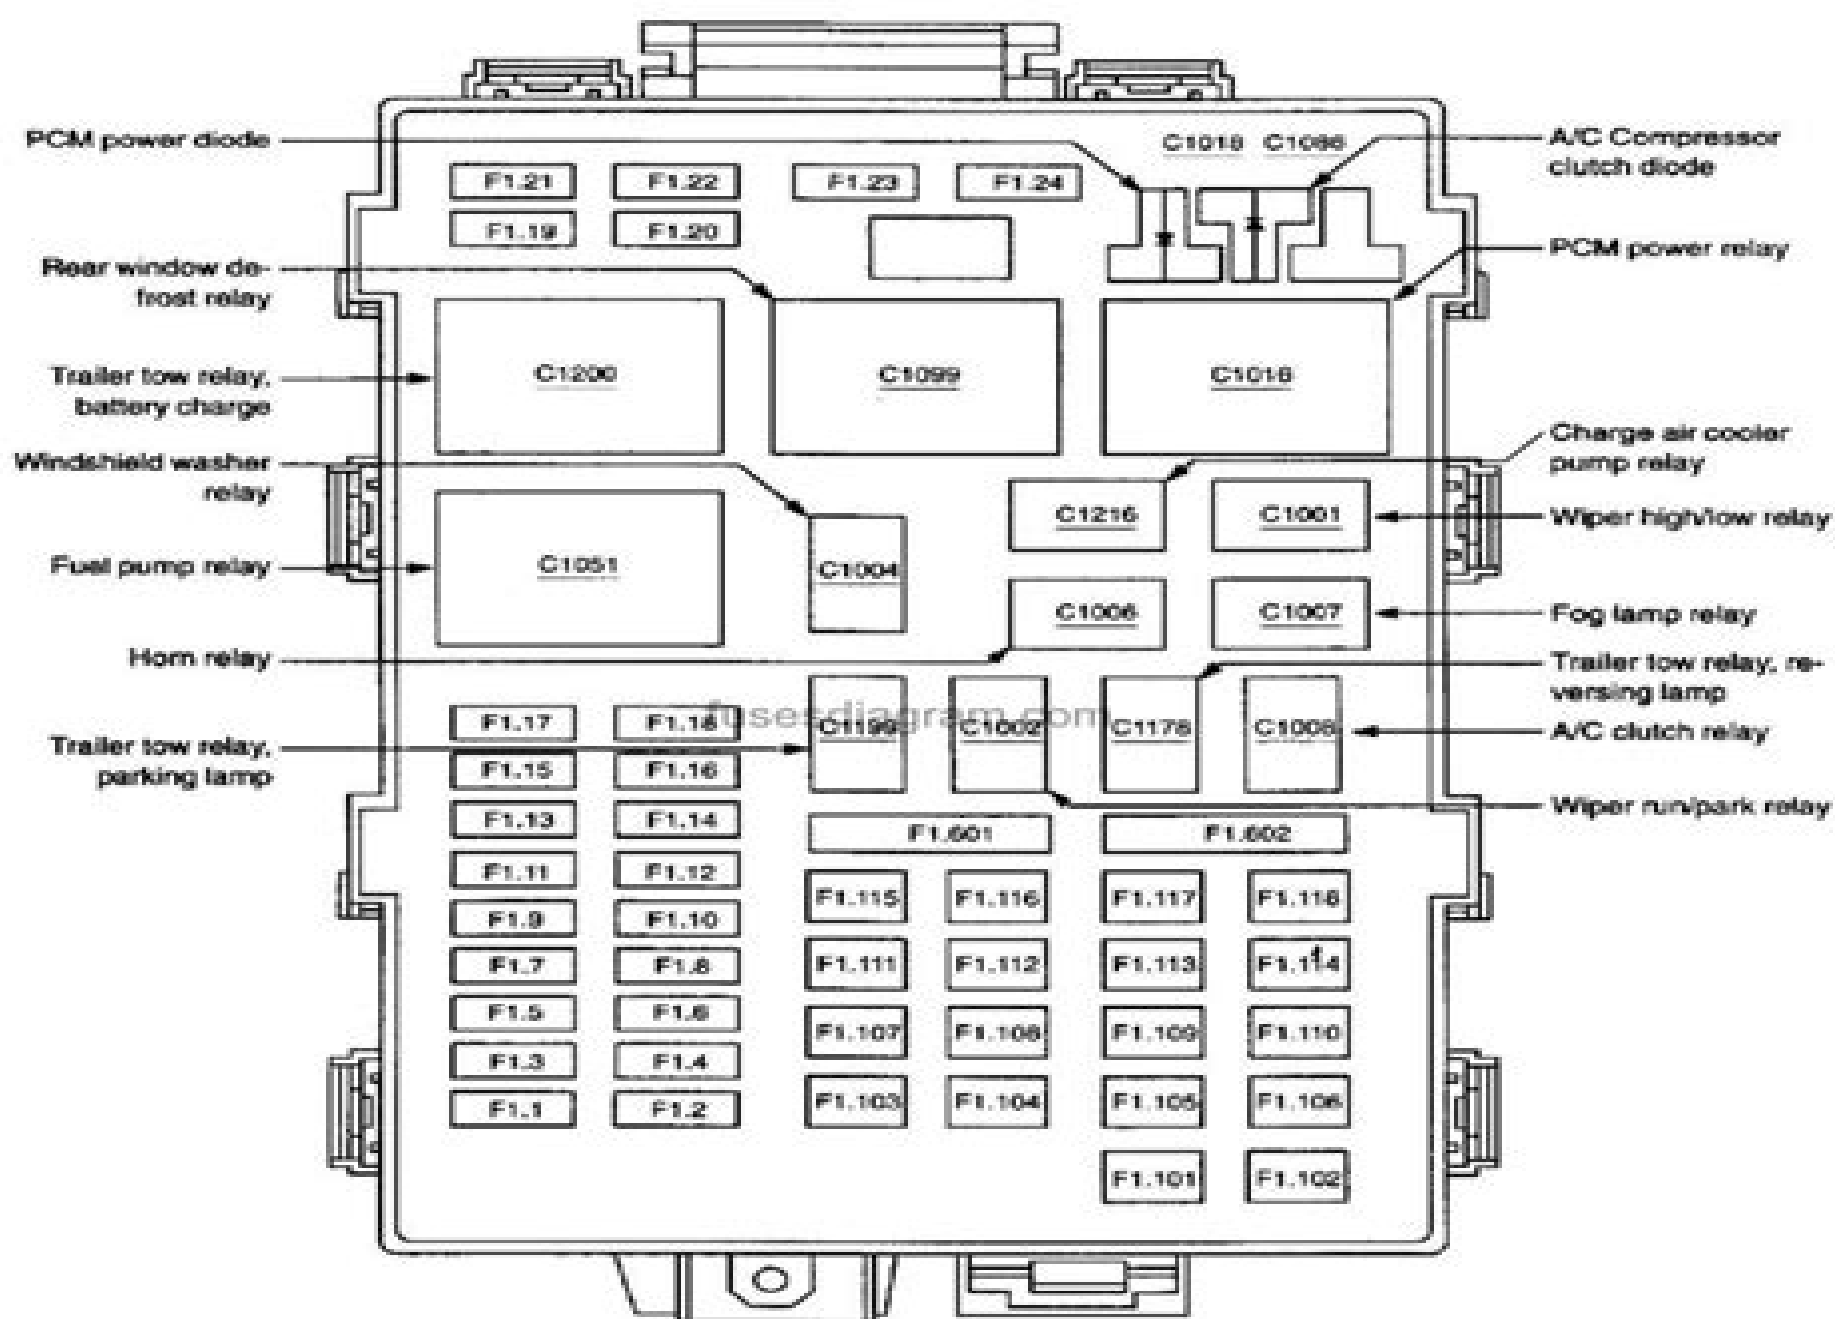 PCM power diode
C1018 C1086
A/C Compressor
clutch diode
F1.21 F1.22 F1.23 F1.24
F1.19 F1.20
PCM power relay
Rear window de-
frost relay
Trailer tow relay,
battery charge
C1200 C1099 C1016
Charge air cooler
pump relay
Windshield washer
relay
C1216 C1001
Wiper high/low relay
Fuel pump relay
C1051
C1004
C1006 C1007
Fog lamp relay
Horn relay
Trailer tow relay, re-
versing lamp
fusesdiagram.com
F1.17 F1.18
C1199 C1002 C1178 C1008
A/C clutch relay
Trailer tow relay,
parking lamp
F1.15 F1.16
Wiper run/park relay
F1.13 F1.14
F1.601 F1.602
F1.11 F1.12
F1.115 F1.116 F1.117 F1.118
F1.9 F1.10
F1.7 F1.8
F1.111 F1.112 F1.113 F1.114
F1.5 F1.6
F1.107 F1.108 F1.109 F1.110
F1.3 F1.4
F1.1 F1.2
F1.103 F1.104 F1.105 F1.106
F1.101 F1.102